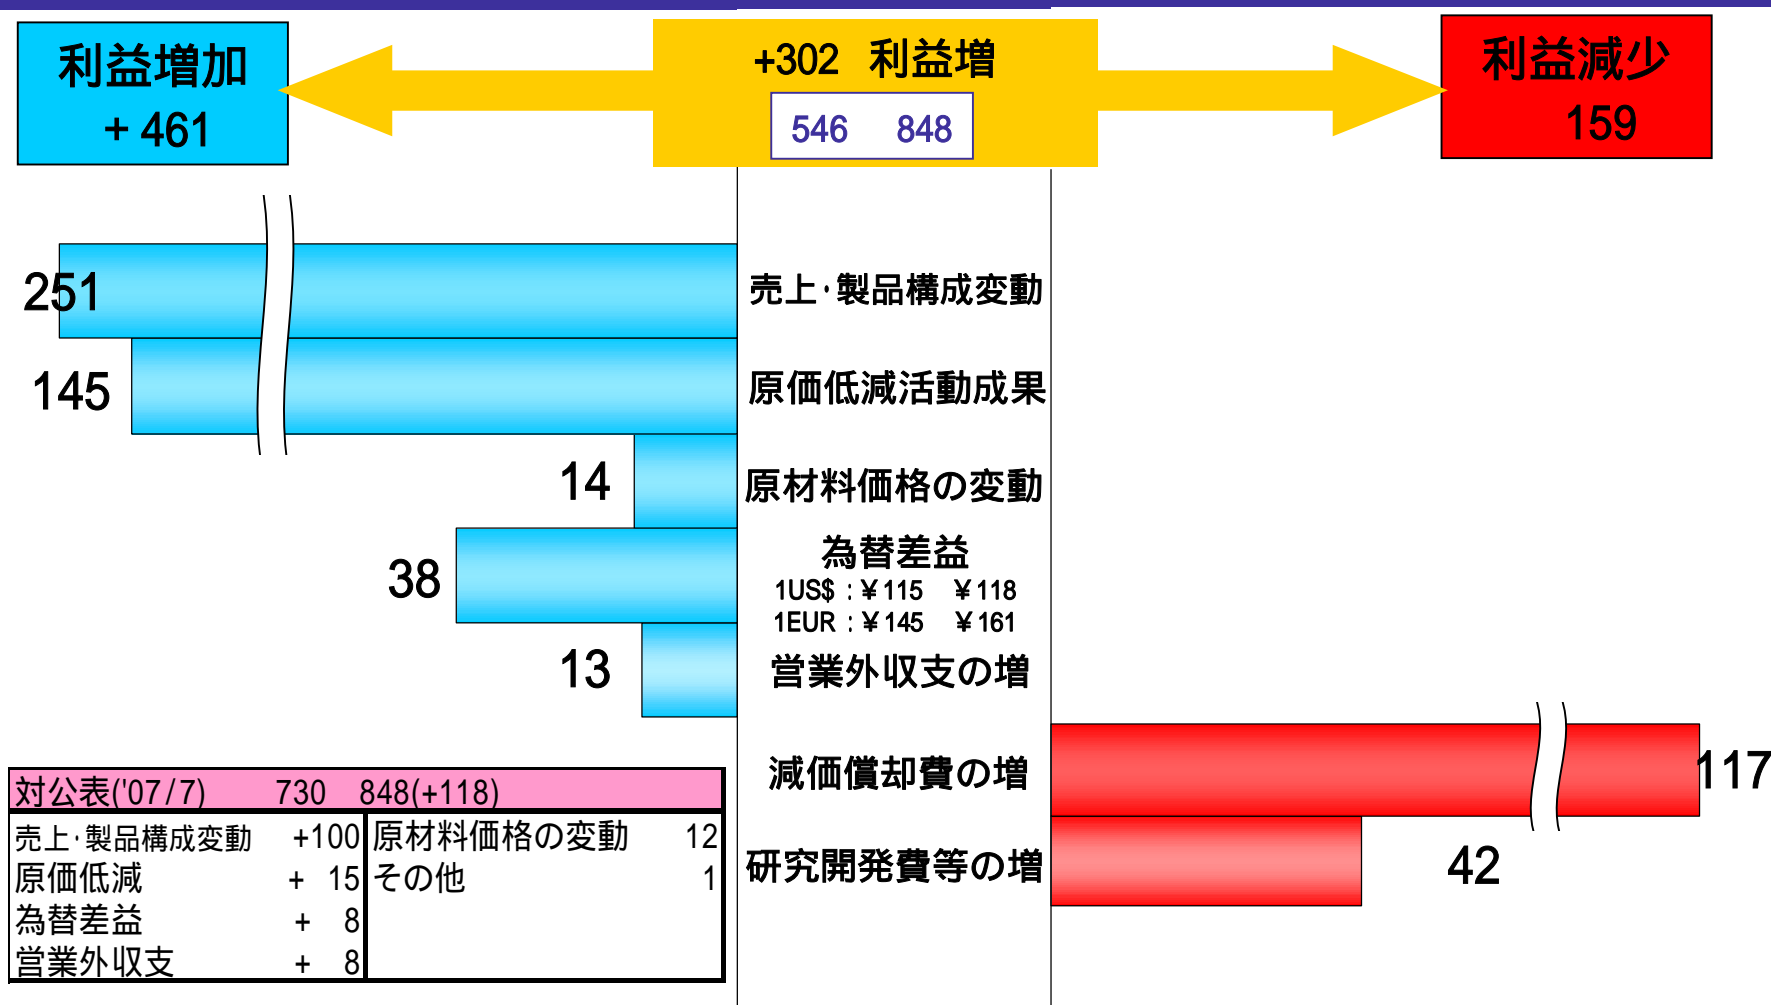 利益増加
+ 461
+302 利益増
546 848
利益減少
159
251
売上・製品構成変動
145
原価低減活動成果
14
原材料価格の変動
38
為替差益
1US$ : ¥115 ¥118
1EUR : ¥145 ¥161
13
営業外収支の増
減価償却費の増
117
研究開発費等の増
42
対公表('07/7) 730 848(+118)
売上・製品構成変動 +100 原材料価格の変動 12
原価低減 + 15 その他 1
為替差益 + 8
営業外収支 + 8